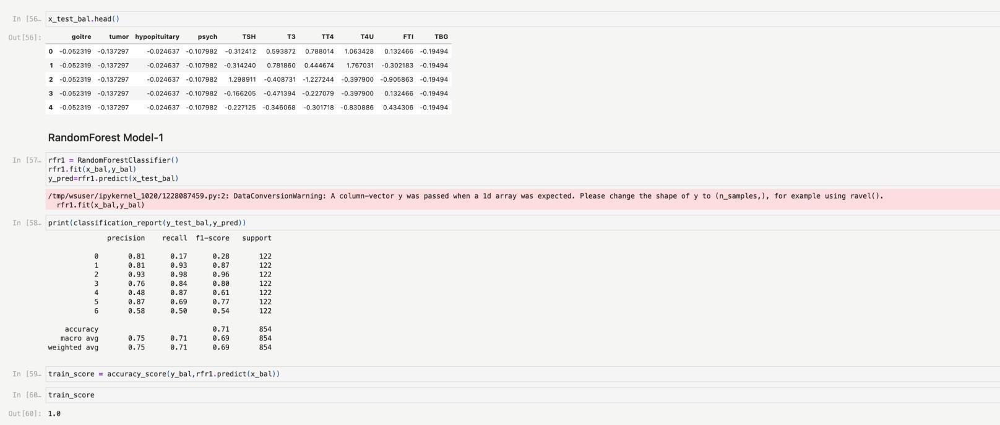 In [56… x_test_bal.head()
Out[56]: goitre tumor hypopituitary psych TSH T3 TT4 T4U FTI TBG
0 -0.052319 -0.137297 -0.024637 -0.107982 -0.312412 0.593872 0.788014 1.063428 0.132466 -0.19494
1 -0.052319 -0.137297 -0.024637 -0.107982 -0.314240 0.781860 0.444674 1.767031 -0.302183 -0.19494
2 -0.052319 -0.137297 -0.024637 -0.107982 1.298911 -0.408731 -1.227244 -0.397900 -0.905863 -0.19494
3 -0.052319 -0.137297 -0.024637 -0.107982 -0.166205 -0.471394 -0.227079 -0.397900 0.132466 -0.19494
4 -0.052319 -0.137297 -0.024637 -0.107982 -0.227125 -0.346068 -0.301718 -0.830886 0.434306 -0.19494
RandomForest Model-1
In [57… rfr1 = RandomForestClassifier()
rfr1.fit(x_bal,y_bal)
y_pred=rfr1.predict(x_test_bal)
/tmp/wsuser/ipykernel_1020/1228087459.py:2: DataConversionWarning: A column-vector y was passed when a 1d array was expected. Please change the shape of y to (n_samples,), for example using ravel().
rfr1.fit(x_bal,y_bal)
In [58… print(classification_report(y_test_bal,y_pred))
precision recall f1-score support
0 0.81 0.17 0.28 122
1 0.81 0.93 0.87 122
2 0.93 0.98 0.96 122
3 0.76 0.84 0.80 122
4 0.48 0.87 0.61 122
5 0.87 0.69 0.77 122
6 0.58 0.50 0.54 122
accuracy 0.71 854
macro avg 0.75 0.71 0.69 854
weighted avg 0.75 0.71 0.69 854
In [59… train_score = accuracy_score(y_bal,rfr1.predict(x_bal))
In [60… train_score
Out[60]: 1.0